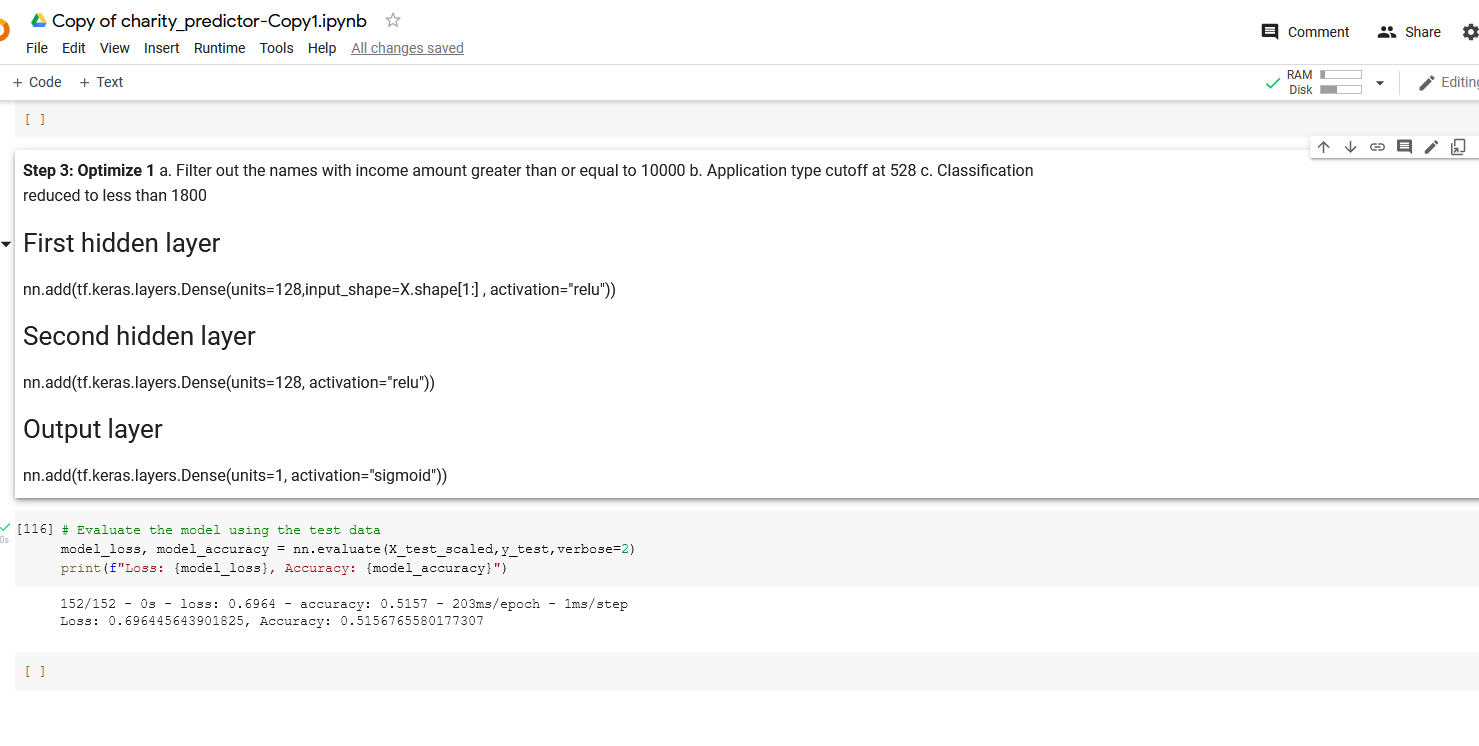 Copy of charity_predictor-Copy1.ipynb
File Edit View Insert Runtime Tools Help All changes saved
Comment Share
+ Code + Text
RAM
Disk
Editing
[ ]
Step 3: Optimize 1 a. Filter out the names with income amount greater than or equal to 10000 b. Application type cutoff at 528 c. Classification
reduced to less than 1800
First hidden layer
nn.add(tf.keras.layers.Dense(units=128,input_shape=X.shape[1:] , activation="relu"))
Second hidden layer
nn.add(tf.keras.layers.Dense(units=128, activation="relu"))
Output layer
nn.add(tf.keras.layers.Dense(units=1, activation="sigmoid"))
[116] # Evaluate the model using the test data
0s
model_loss, model_accuracy = nn.evaluate(X_test_scaled,y_test,verbose=2)
print(f"Loss: {model_loss}, Accuracy: {model_accuracy}")
152/152 - 0s - loss: 0.6964 - accuracy: 0.5157 - 203ms/epoch - 1ms/step
Loss: 0.696445643901825, Accuracy: 0.5156765580177307
[ ]